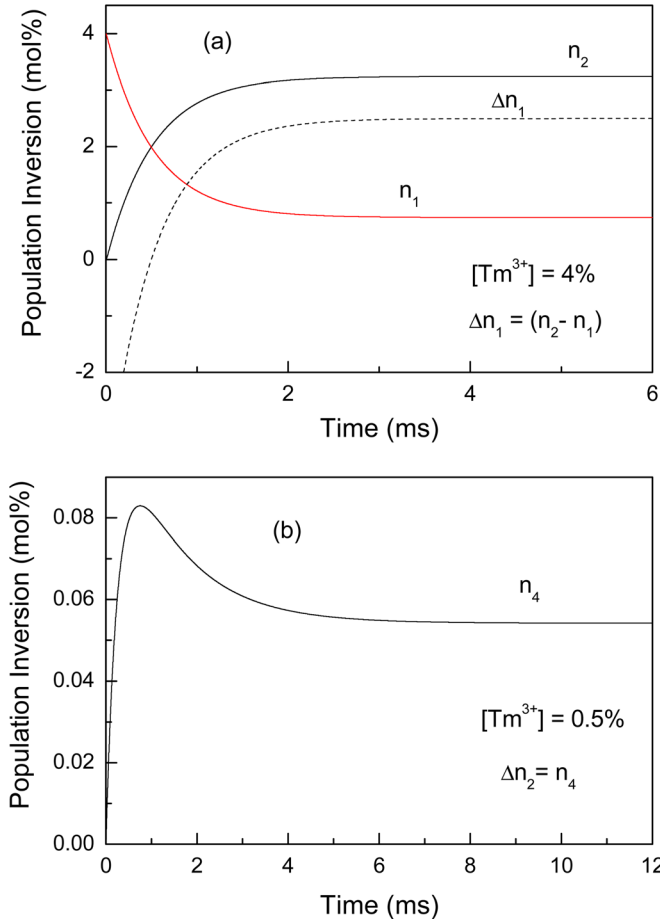 Population Inversion (mol%)
4
2
0
-2
(a)
n₂
Δn₁
n₁
[Tm³⁺] = 4%
Δn₁ = (n₂- n₁)
0
2
4
6
Time (ms)
Population Inversion (mol%)
0.08
0.06
0.04
0.02
0.00
(b)
n₄
[Tm³⁺] = 0.5%
Δn₂= n₄
0
2
4
6
8
10
12
Time (ms)